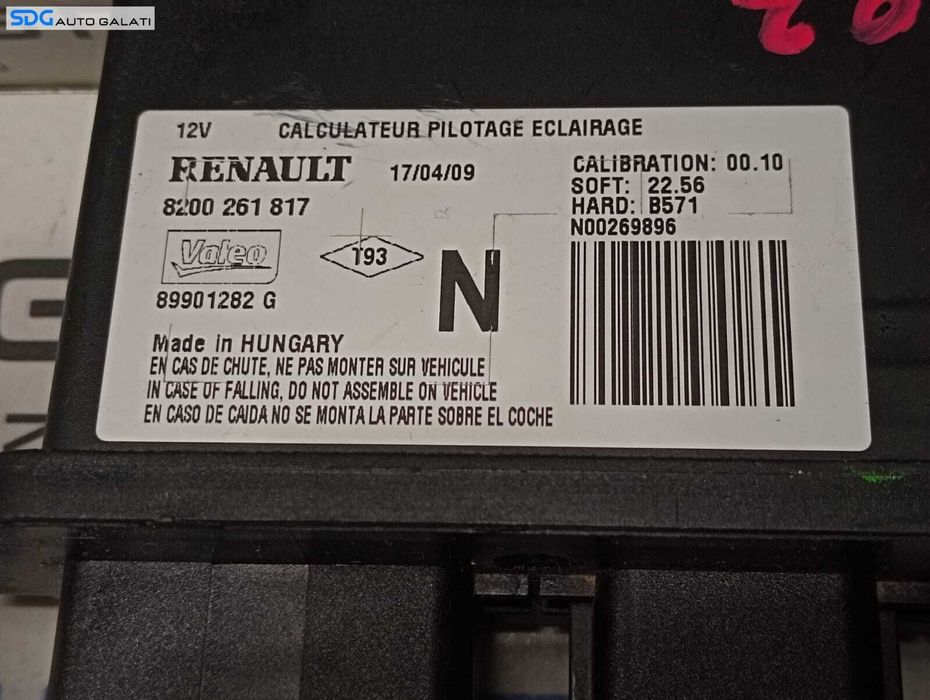 SDG AUTO GALATI
12V CALCULATEUR PILOTAGE ECLAIRAGE
RENAULT 17/04/09
8200 261 817
CALIBRATION: 00.10
SOFT: 22.56
HARD: B571
N00269896
Valeo
T93
N
89901282 G
Made in HUNGARY
EN CAS DE CHUTE, NE PAS MONTER SUR VEHICULE
IN CASE OF FALLING, DO NOT ASSEMBLE ON VEHICLE
EN CASO DE CAIDA NO SE MONTA LA PARTE SOBRE EL COCHE